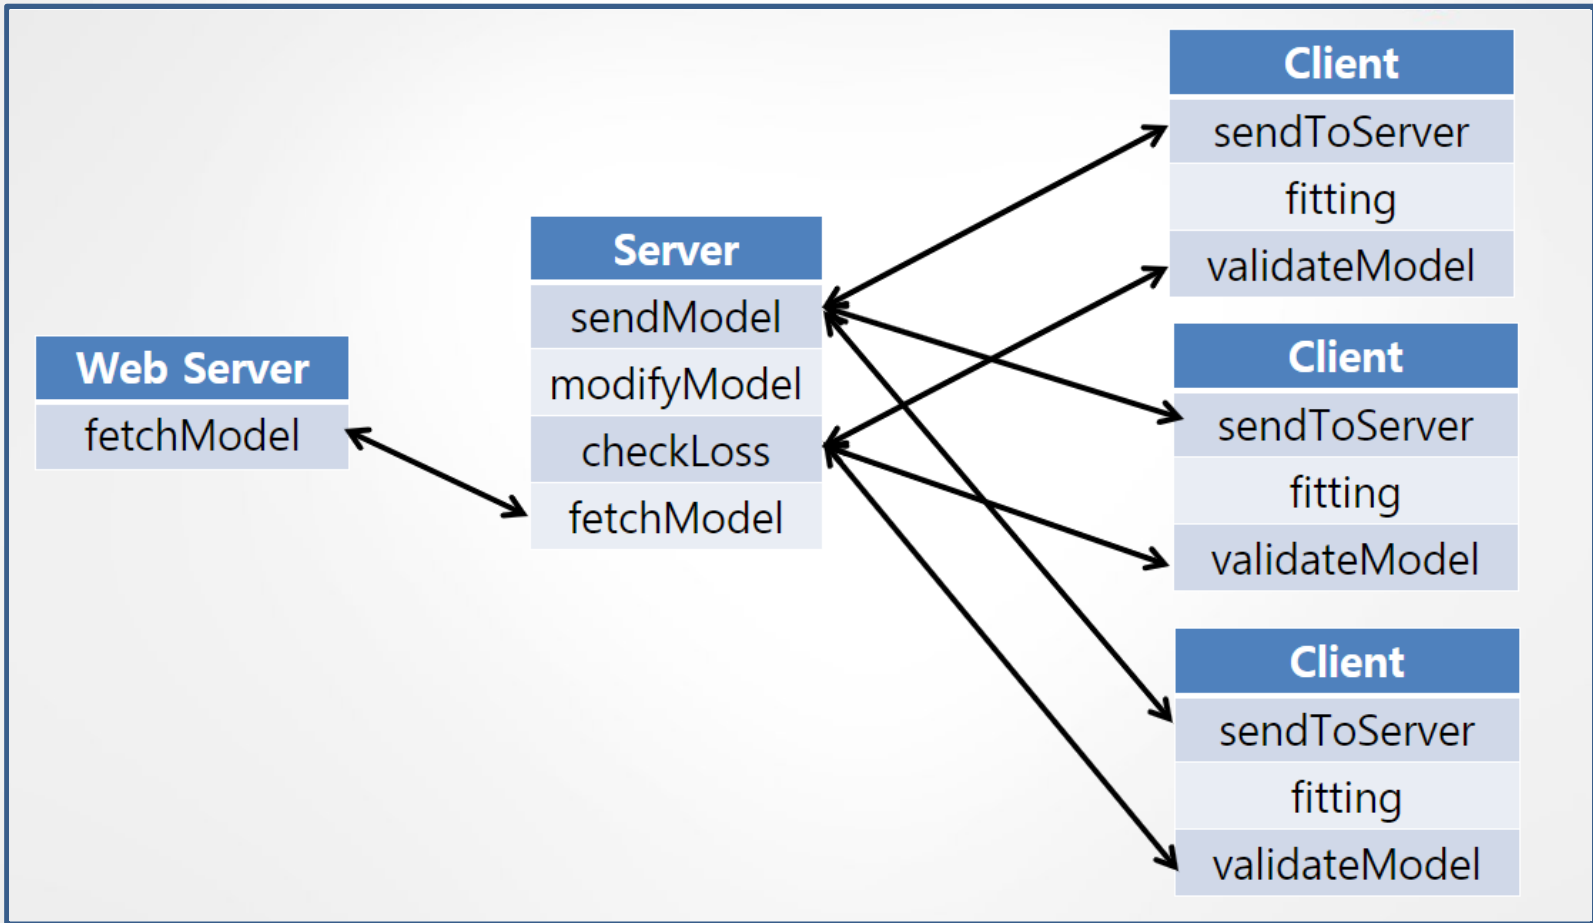 Web Server
fetchModel
Server
sendModel
modifyModel
checkLoss
fetchModel
Client
sendToServer
fitting
validateModel
Client
sendToServer
fitting
validateModel
Client
sendToServer
fitting
validateModel